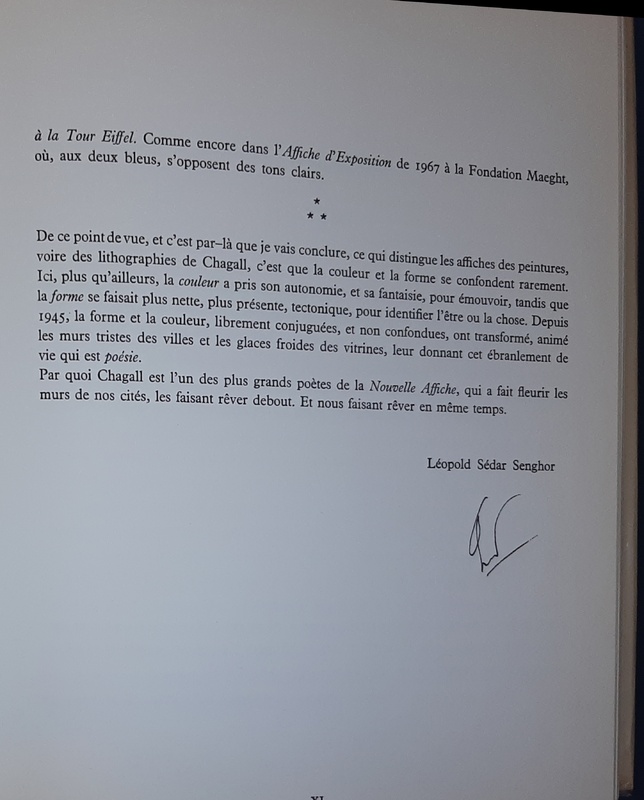 à la Tour Eiffel. Comme encore dans l'Affiche d'Exposition de 1967 à la Fondation Maeght,
où, aux deux bleus, s'opposent des tons clairs.
*
* *
De ce point de vue, et c'est par–là que je vais conclure, ce qui distingue les affiches des peintures,
voire des lithographies de Chagall, c'est que la couleur et la forme se confondent rarement.
Ici, plus qu'ailleurs, la couleur a pris son autonomie, et sa fantaisie, pour émouvoir, tandis que
la forme se faisait plus nette, plus présente, tectonique, pour identifier l'être ou la chose. Depuis
1945, la forme et la couleur, librement conjuguées, et non confondues, ont transformé, animé
les murs tristes des villes et les glaces froides des vitrines, leur donnant cet ébranlement de
vie qui est poésie.
Par quoi Chagall est l'un des plus grands poètes de la Nouvelle Affiche, qui a fait fleurir les
murs de nos cités, les faisant rêver debout. Et nous faisant rêver en même temps.
Léopold Sédar Senghor